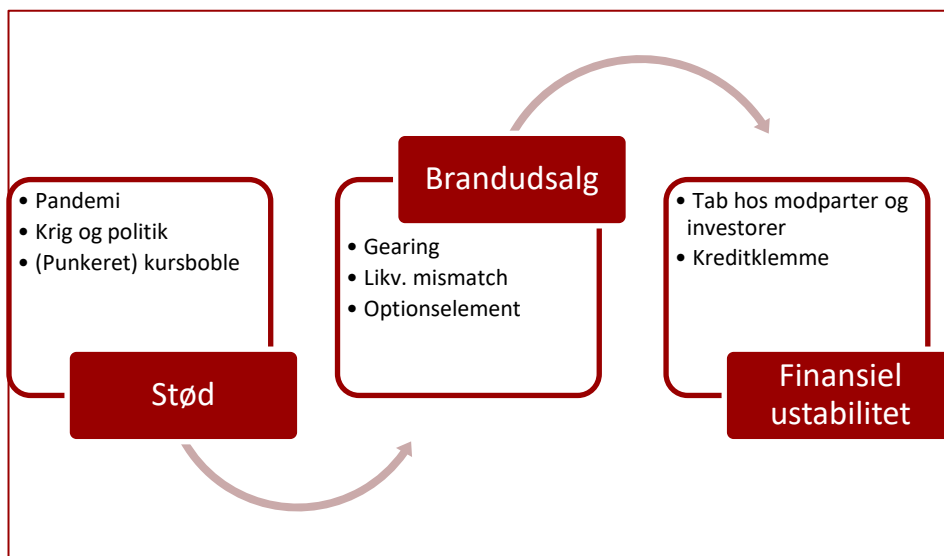 • Pandemi
• Krig og politik
• (Punkeret) kursboble
Stød
Brandudsalg
• Gearing
• Likv. mismatch
• Optionselement
• Tab hos modparter og
investorer
• Kreditklemme
Finansiel
ustabilitet